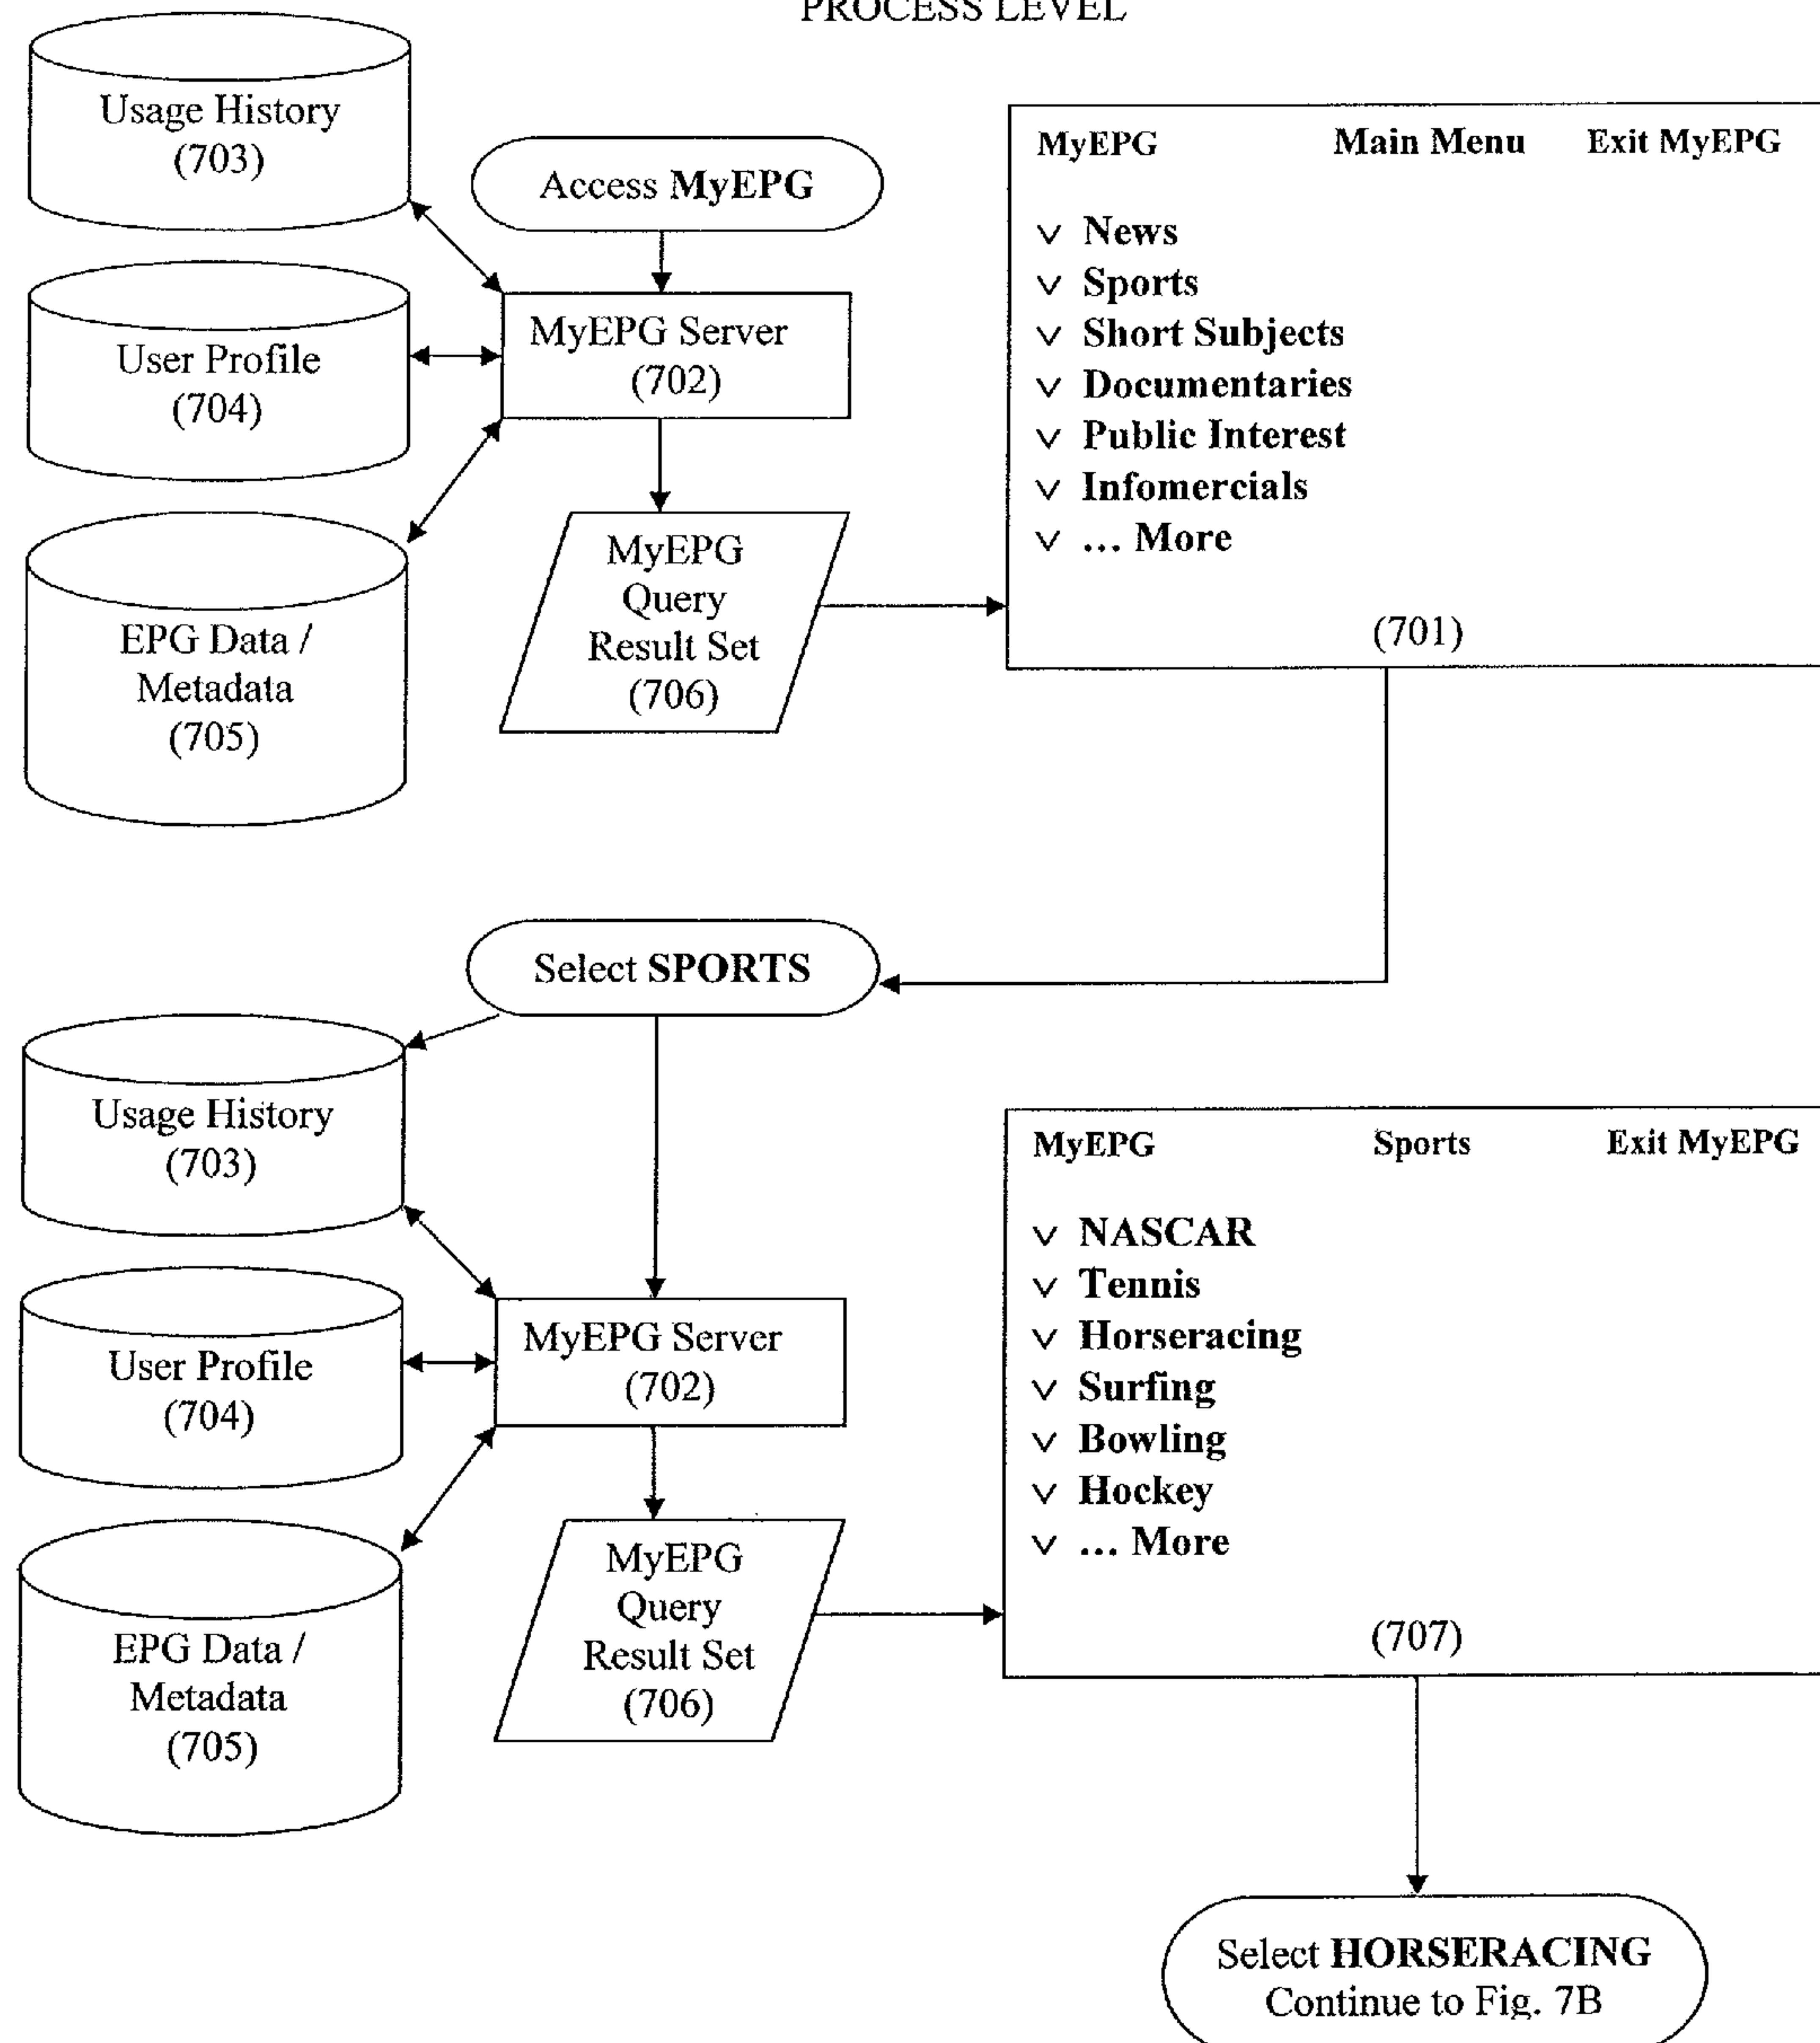 PROCESS LEVEL
Usage History
(703)
Access MyEPG
User Profile
(704)
MyEPG Server
(702)
EPG Data /
Metadata
(705)
MyEPG
Query
Result Set
(706)
MyEPG Main Menu Exit MyEPG
v News
v Sports
v Short Subjects
v Documentaries
v Public Interest
v Infomercials
v ... More
(701)
Select SPORTS
Usage History
(703)
User Profile
(704)
MyEPG Server
(702)
EPG Data /
Metadata
(705)
MyEPG
Query
Result Set
(706)
MyEPG Sports Exit MyEPG
v NASCAR
v Tennis
v Horseracing
v Surfing
v Bowling
v Hockey
v ... More
(707)
Select HORSERACING
Continue to Fig. 7B